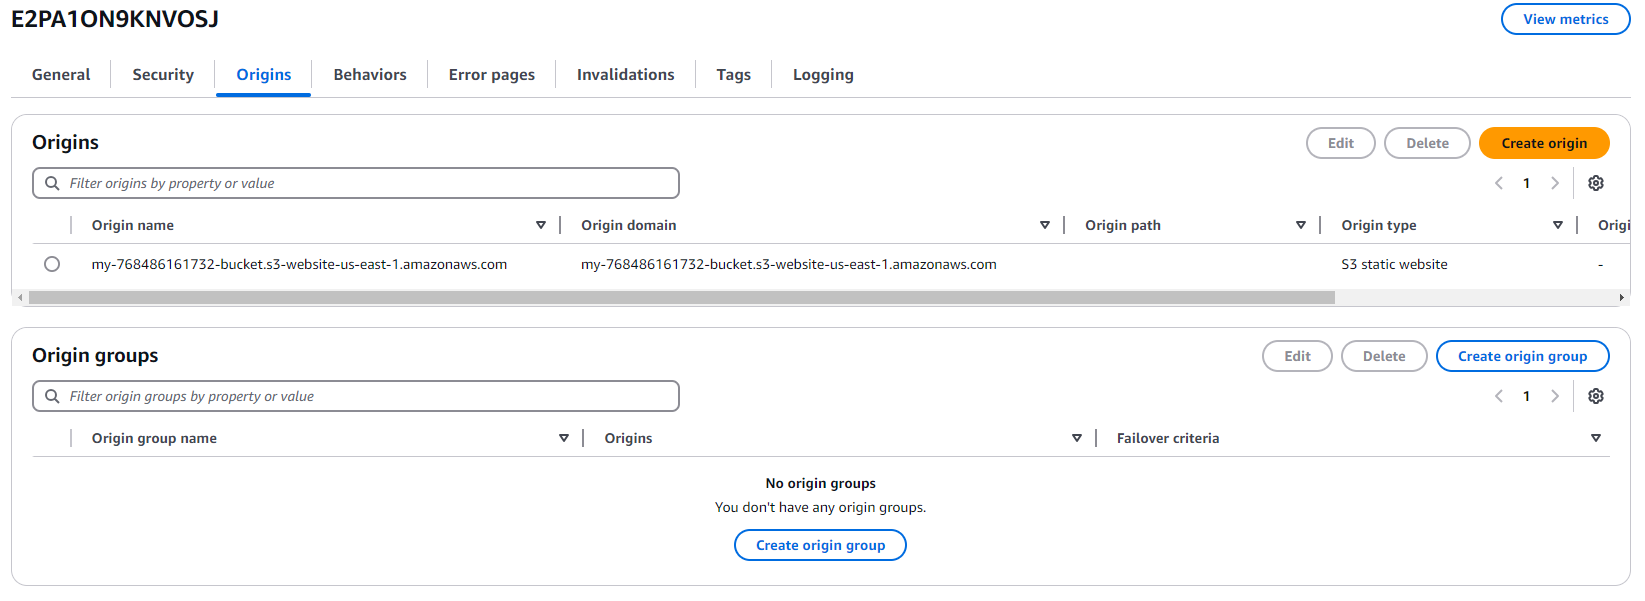 E2PA1ON9KNVOSJ
View metrics
General Security Origins Behaviors Error pages Invalidations Tags Logging
Origins
Edit Delete Create origin
Filter origins by property or value
1
Origin name Origin domain Origin path Origin type Origi
my-768486161732-bucket.s3-website-us-east-1.amazonaws.com my-768486161732-bucket.s3-website-us-east-1.amazonaws.com S3 static website -
Origin groups
Edit Delete Create origin group
Filter origin groups by property or value
1
Origin group name Origins Failover criteria
No origin groups
You don't have any origin groups.
Create origin group